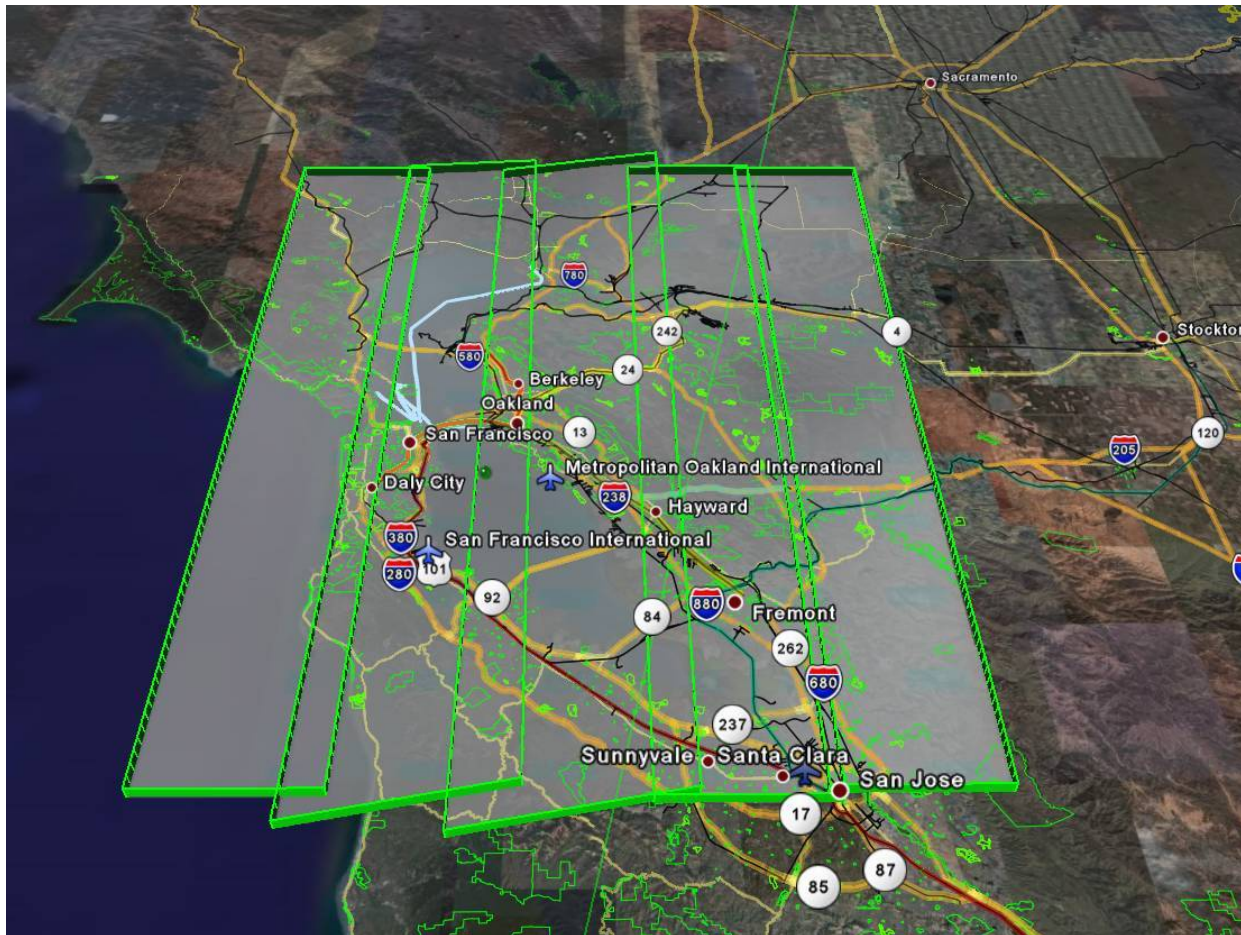 Sacramento
780
4
Stockton
242
580
24
Berkeley
Oakland
13
San Francisco
120
205
Metropolitan Oakland International
Daly City
238
Hayward
380
San Francisco International
280
101
92
880
Fremont
84
262
680
237
Sunnyvale
Santa Clara
San Jose
17
85
87